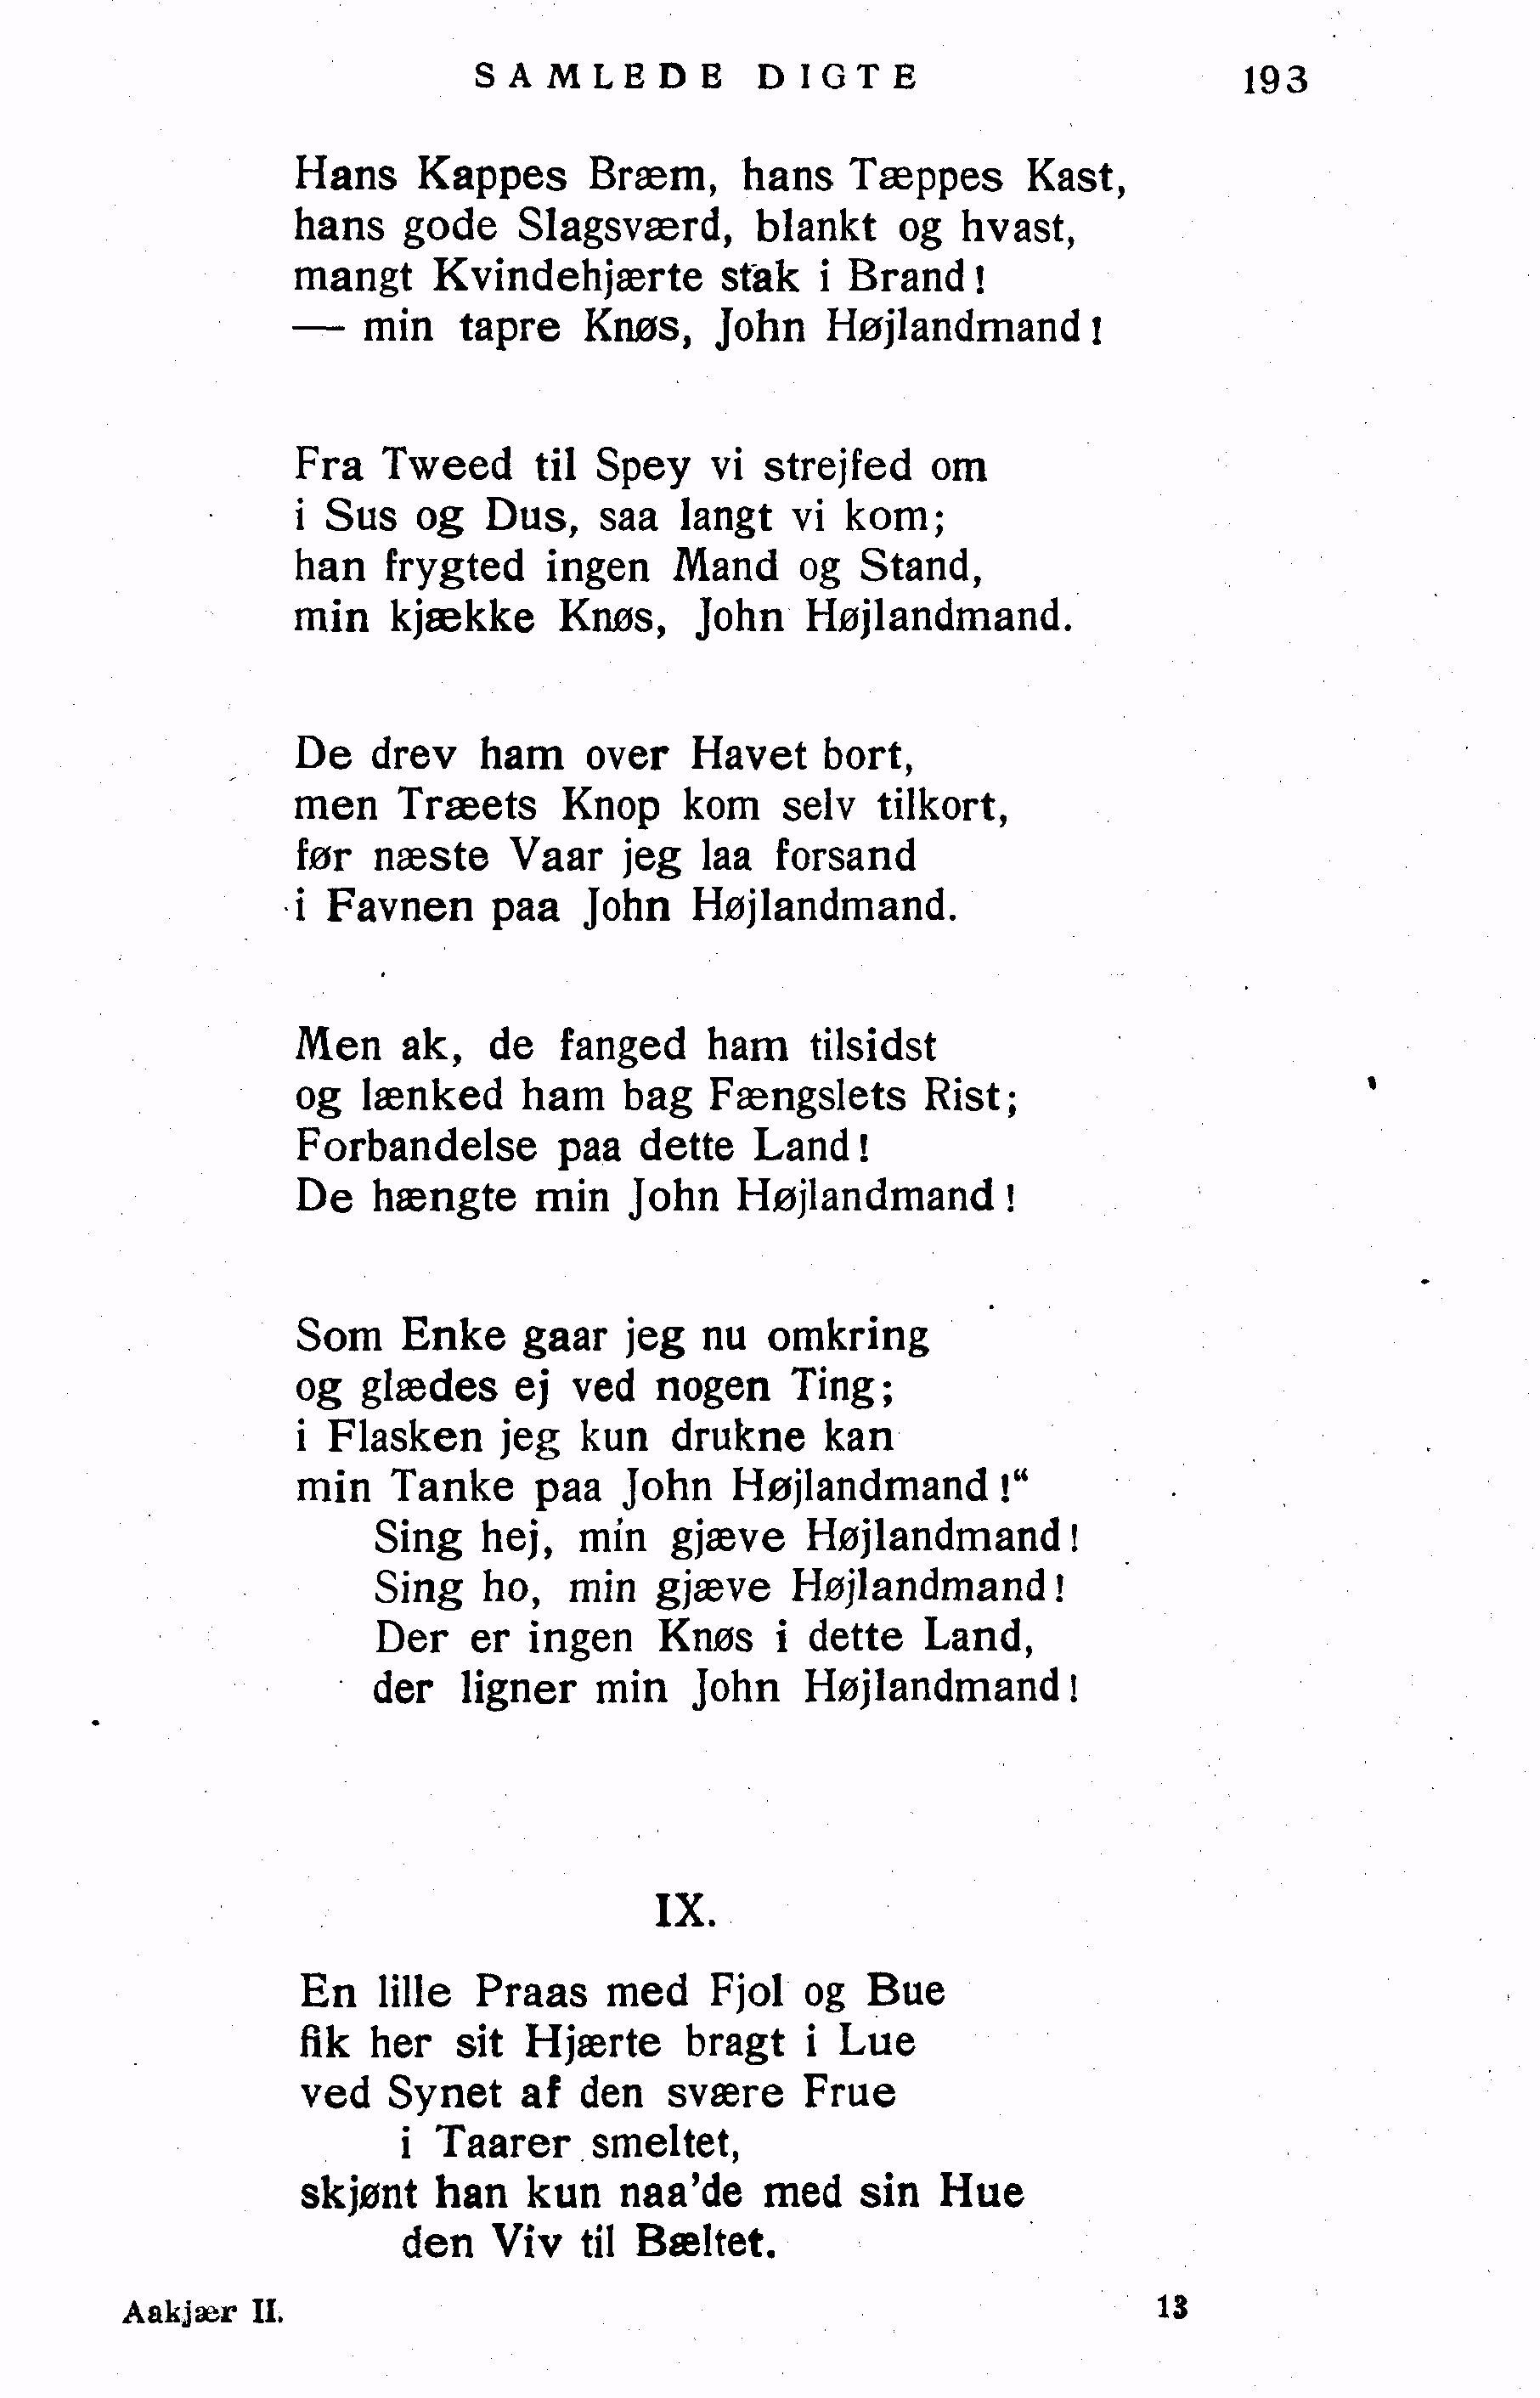 SAMLEDE DIGTE 193
Hans Kappes Bræm, hans Tæppes Kast,
hans gode Slagsværd, blankt og hvast,
mangt Kvindehjærte stak i Brand!
— min tapre Knøs, John Højlandmand!
Fra Tweed til Spey vi strejfed om
i Sus og Dus, saa langt vi kom;
han frygted ingen Mand og Stand,
min kjække Knøs, John Højlandmand.
De drev ham over Havet bort,
men Træets Knop kom selv tilkort,
før næste Vaar jeg laa forsand
i Favnen paa John Højlandmand.
Men ak, de fanged ham tilsidst
og lænked ham bag Fængslets Rist;
Forbandelse paa dette Land!
De hængte min John Højlandmand!
Som Enke gaar jeg nu omkring
og glædes ej ved nogen Ting;
i Flasken jeg kun drukne kan
min Tanke paa John Højlandmand!“
Sing hej, min gjæve Højlandmand!
Sing ho, min gjæve Højlandmand!
Der er ingen Knøs i dette Land,
der ligner min John Højlandmand!
IX.
En lille Praas med Fjol og Bue
fik her sit Hjærte bragt i Lue
ved Synet af den svære Frue
i Taarer smeltet,
skjønt han kun naa'de med sin Hue
den Viv til Bæltet.
Aakjær II. 13